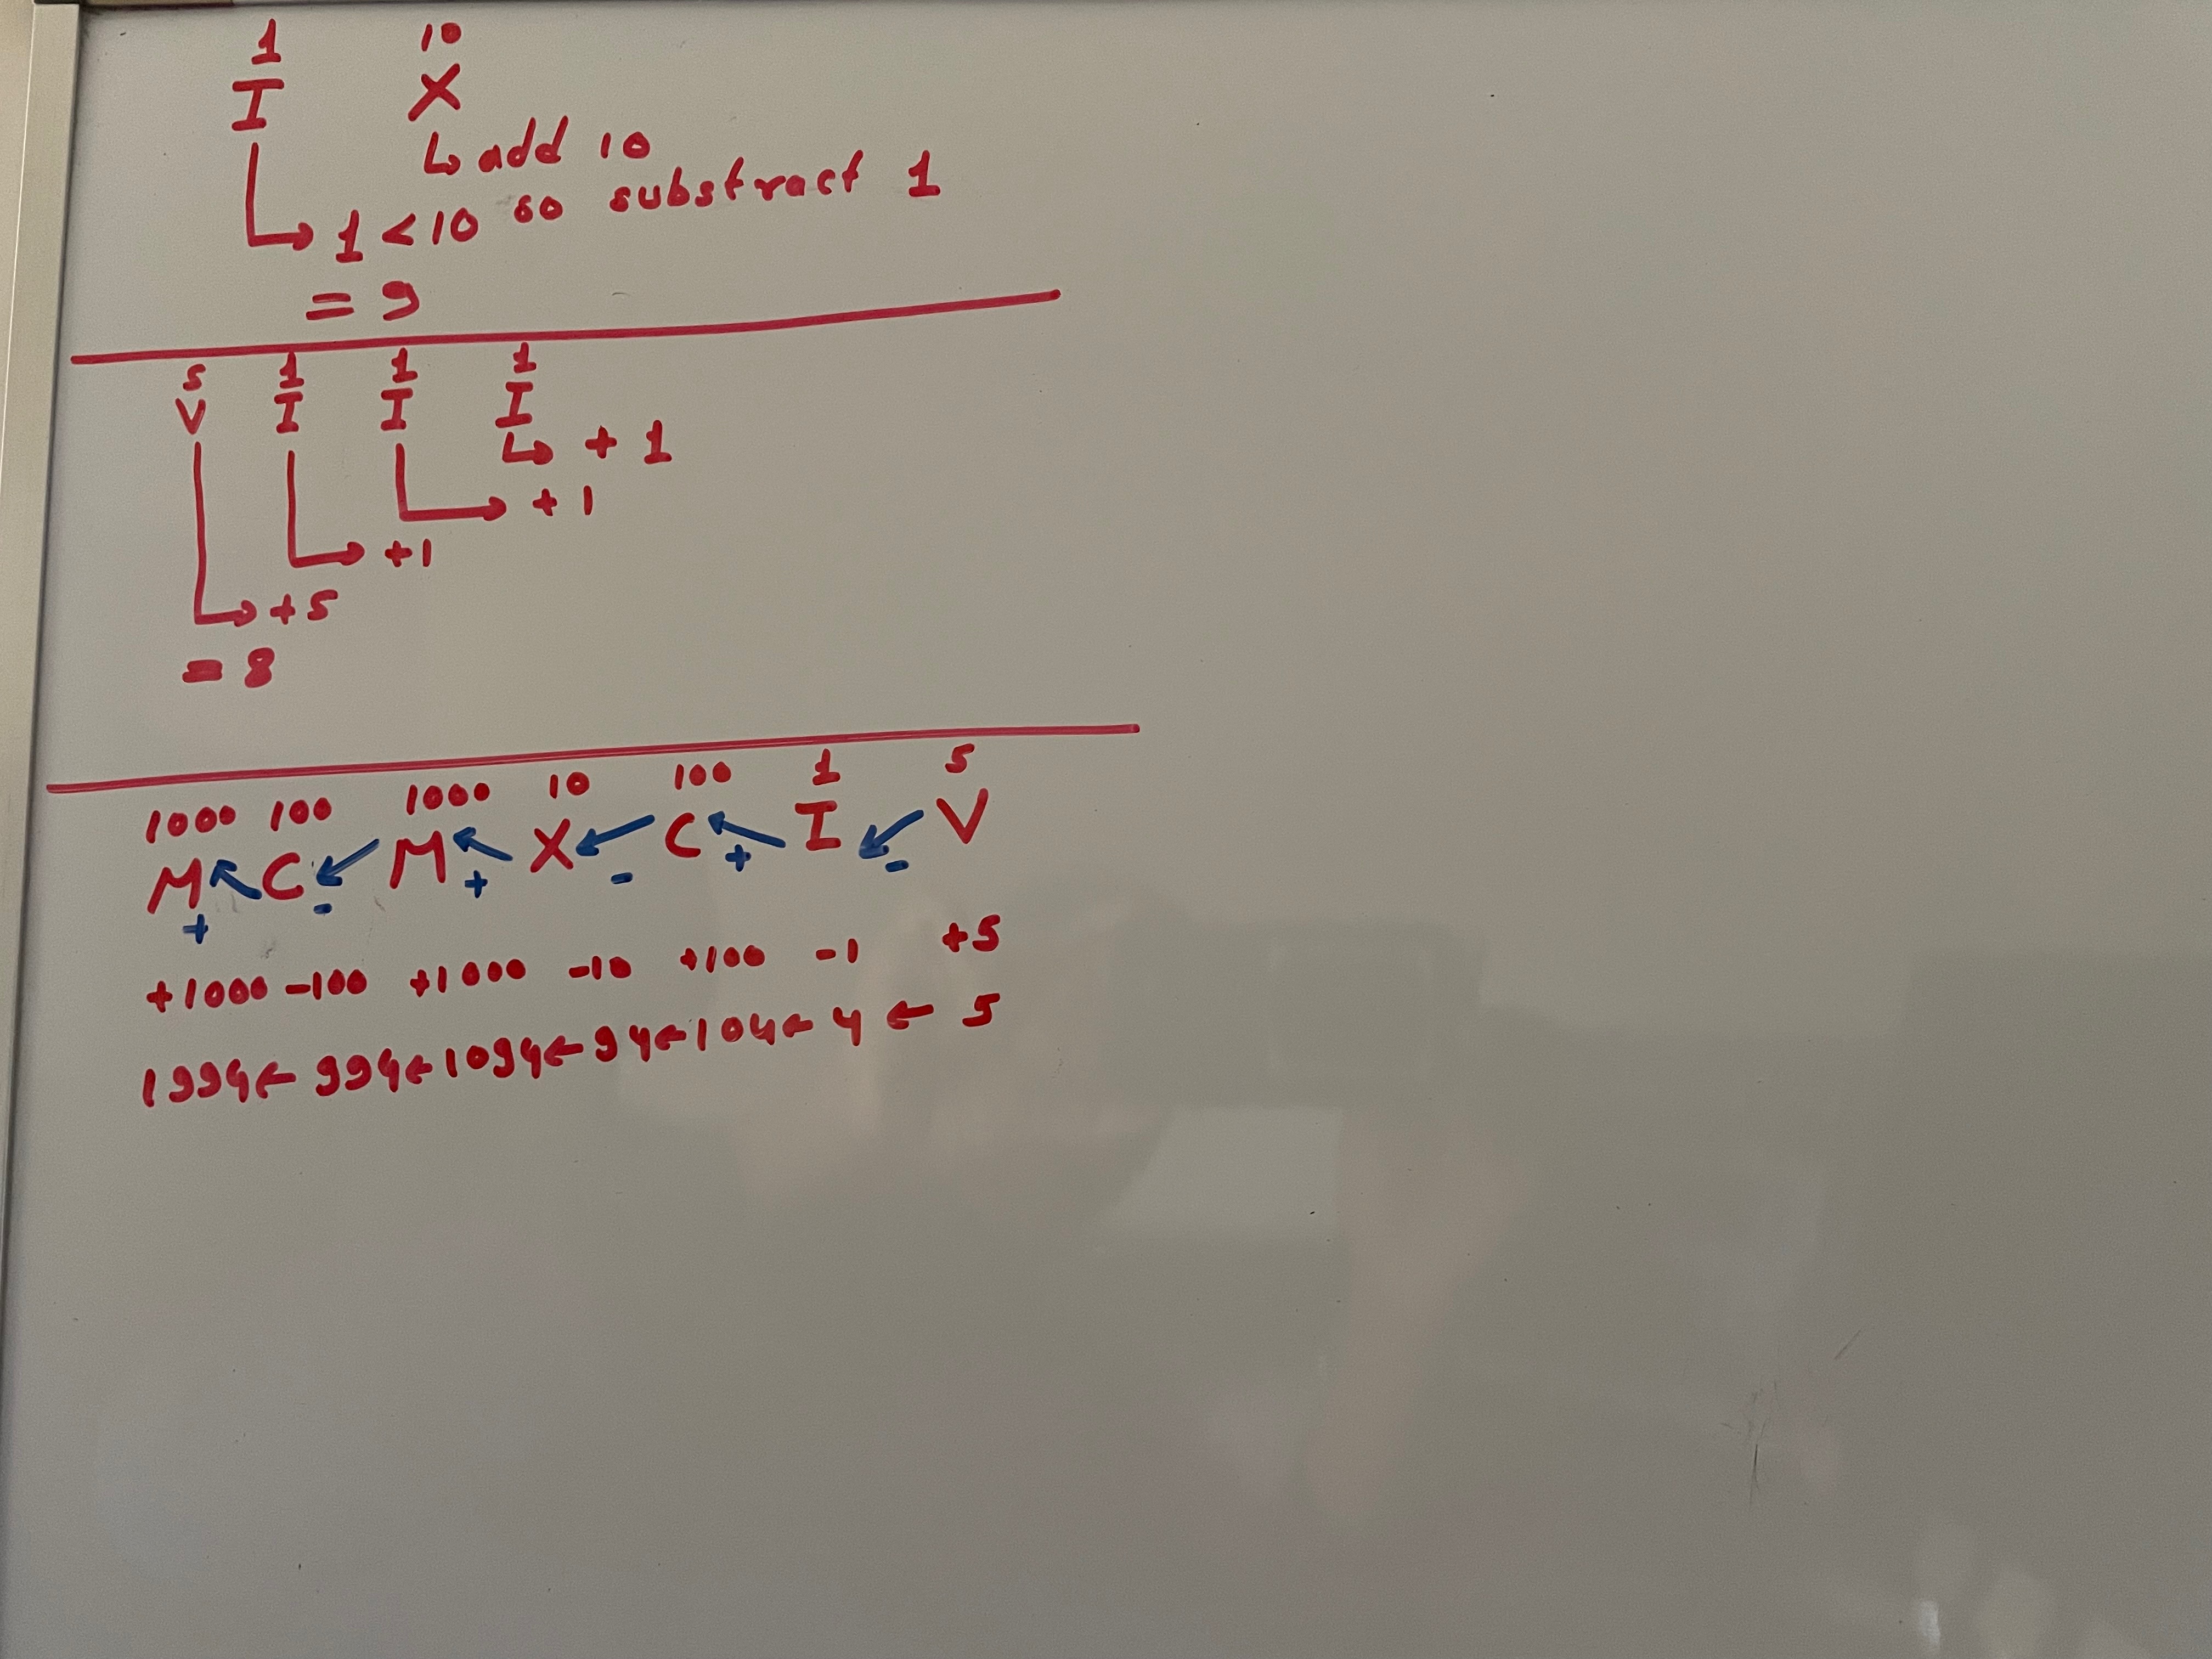 1 10
I X
↳ add 10
↳ 1 < 10 so substract 1
= 9
5 1 1 1
V I I I
↳ + 1
↳ + 1
↳ +1
↳ +5
= 8
1000 100 1000 10 100 1 5
M ↖ C ↙ M ↖ X ← C ↖ I ↙ V
+ - + - + -
+1000 -100 +1000 -10 +100 -1 +5
1994 ← 994 ← 1094 ← 94 ← 104 ← 4 ← 5